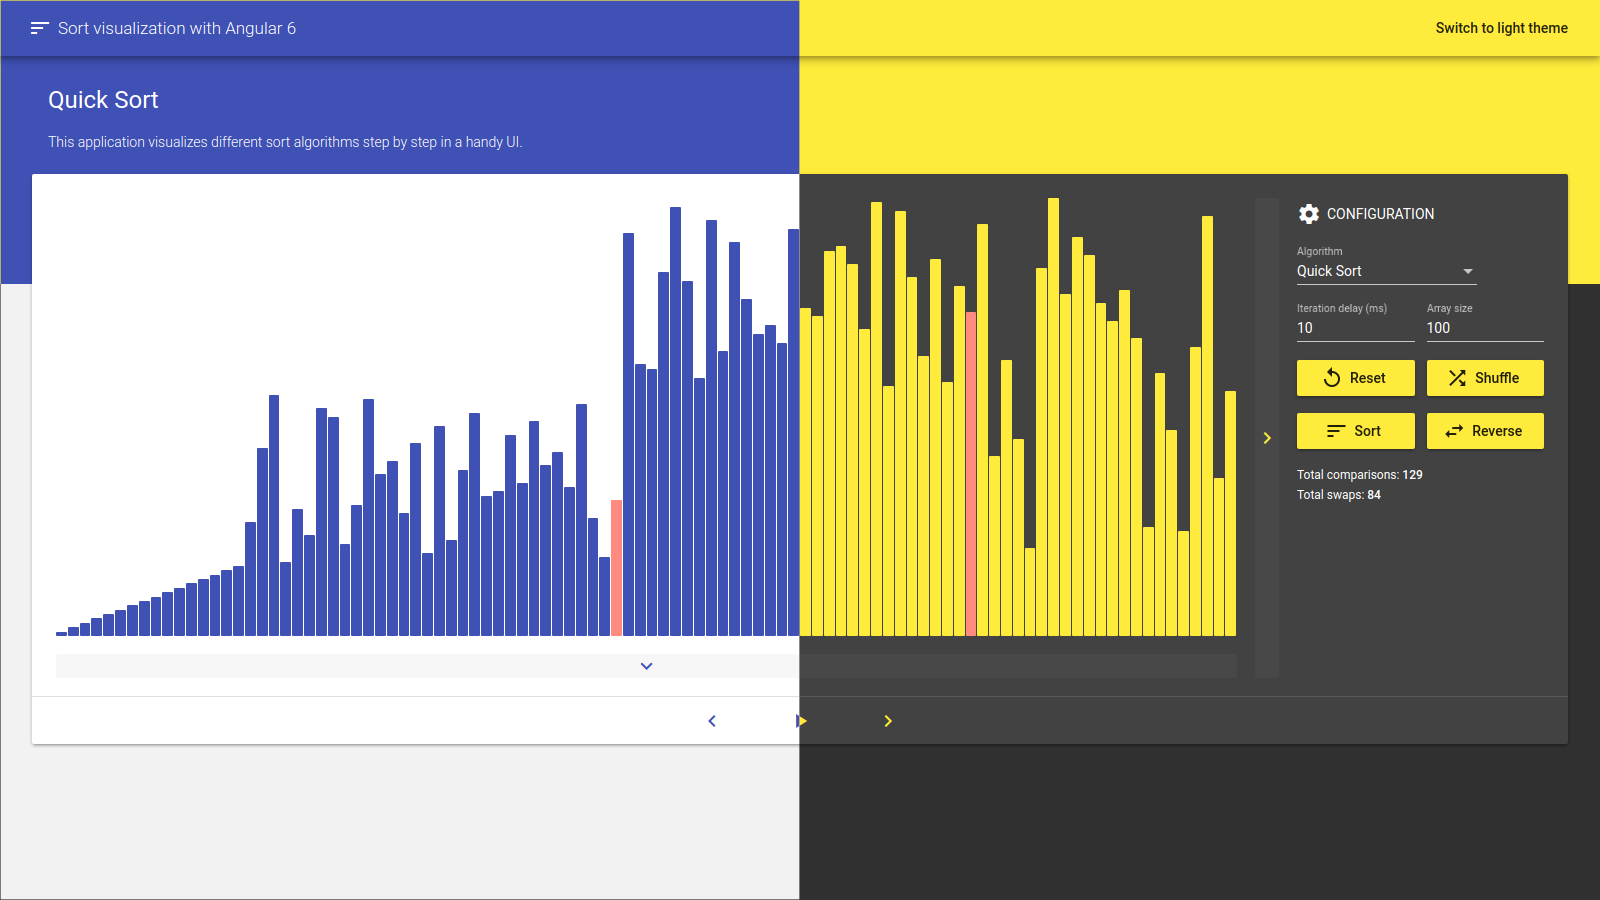 Sort visualization with Angular 6
Switch to light theme
Quick Sort
This application visualizes different sort algorithms step by step in a handy UI.
CONFIGURATION
Algorithm
Quick Sort
Iteration delay (ms)
Array size
10
100
Reset
Shuffle
Sort
Reverse
Total comparisons: 129
Total swaps: 84